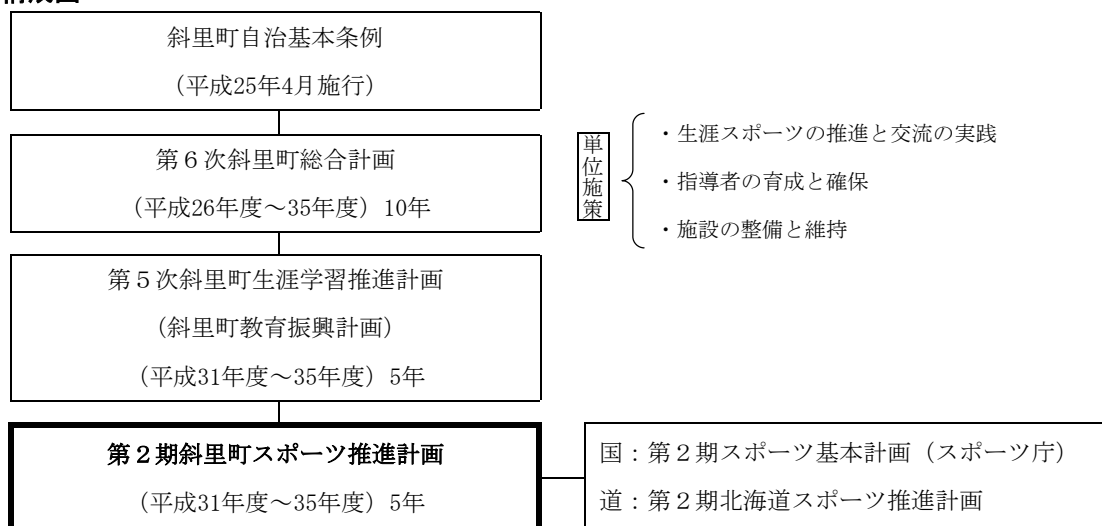 斜里町自治基本条例
（平成25年4月施行）
第６次斜里町総合計画
（平成26年度～35年度）10年
単位施策
・生涯スポーツの推進と交流の実践
・指導者の育成と確保
・施設の整備と維持
第５次斜里町生涯学習推進計画
（斜里町教育振興計画）
（平成31年度～35年度）5年
第２期斜里町スポーツ推進計画
（平成31年度～35年度）5年
国：第２期スポーツ基本計画（スポーツ庁）
道：第２期北海道スポーツ推進計画